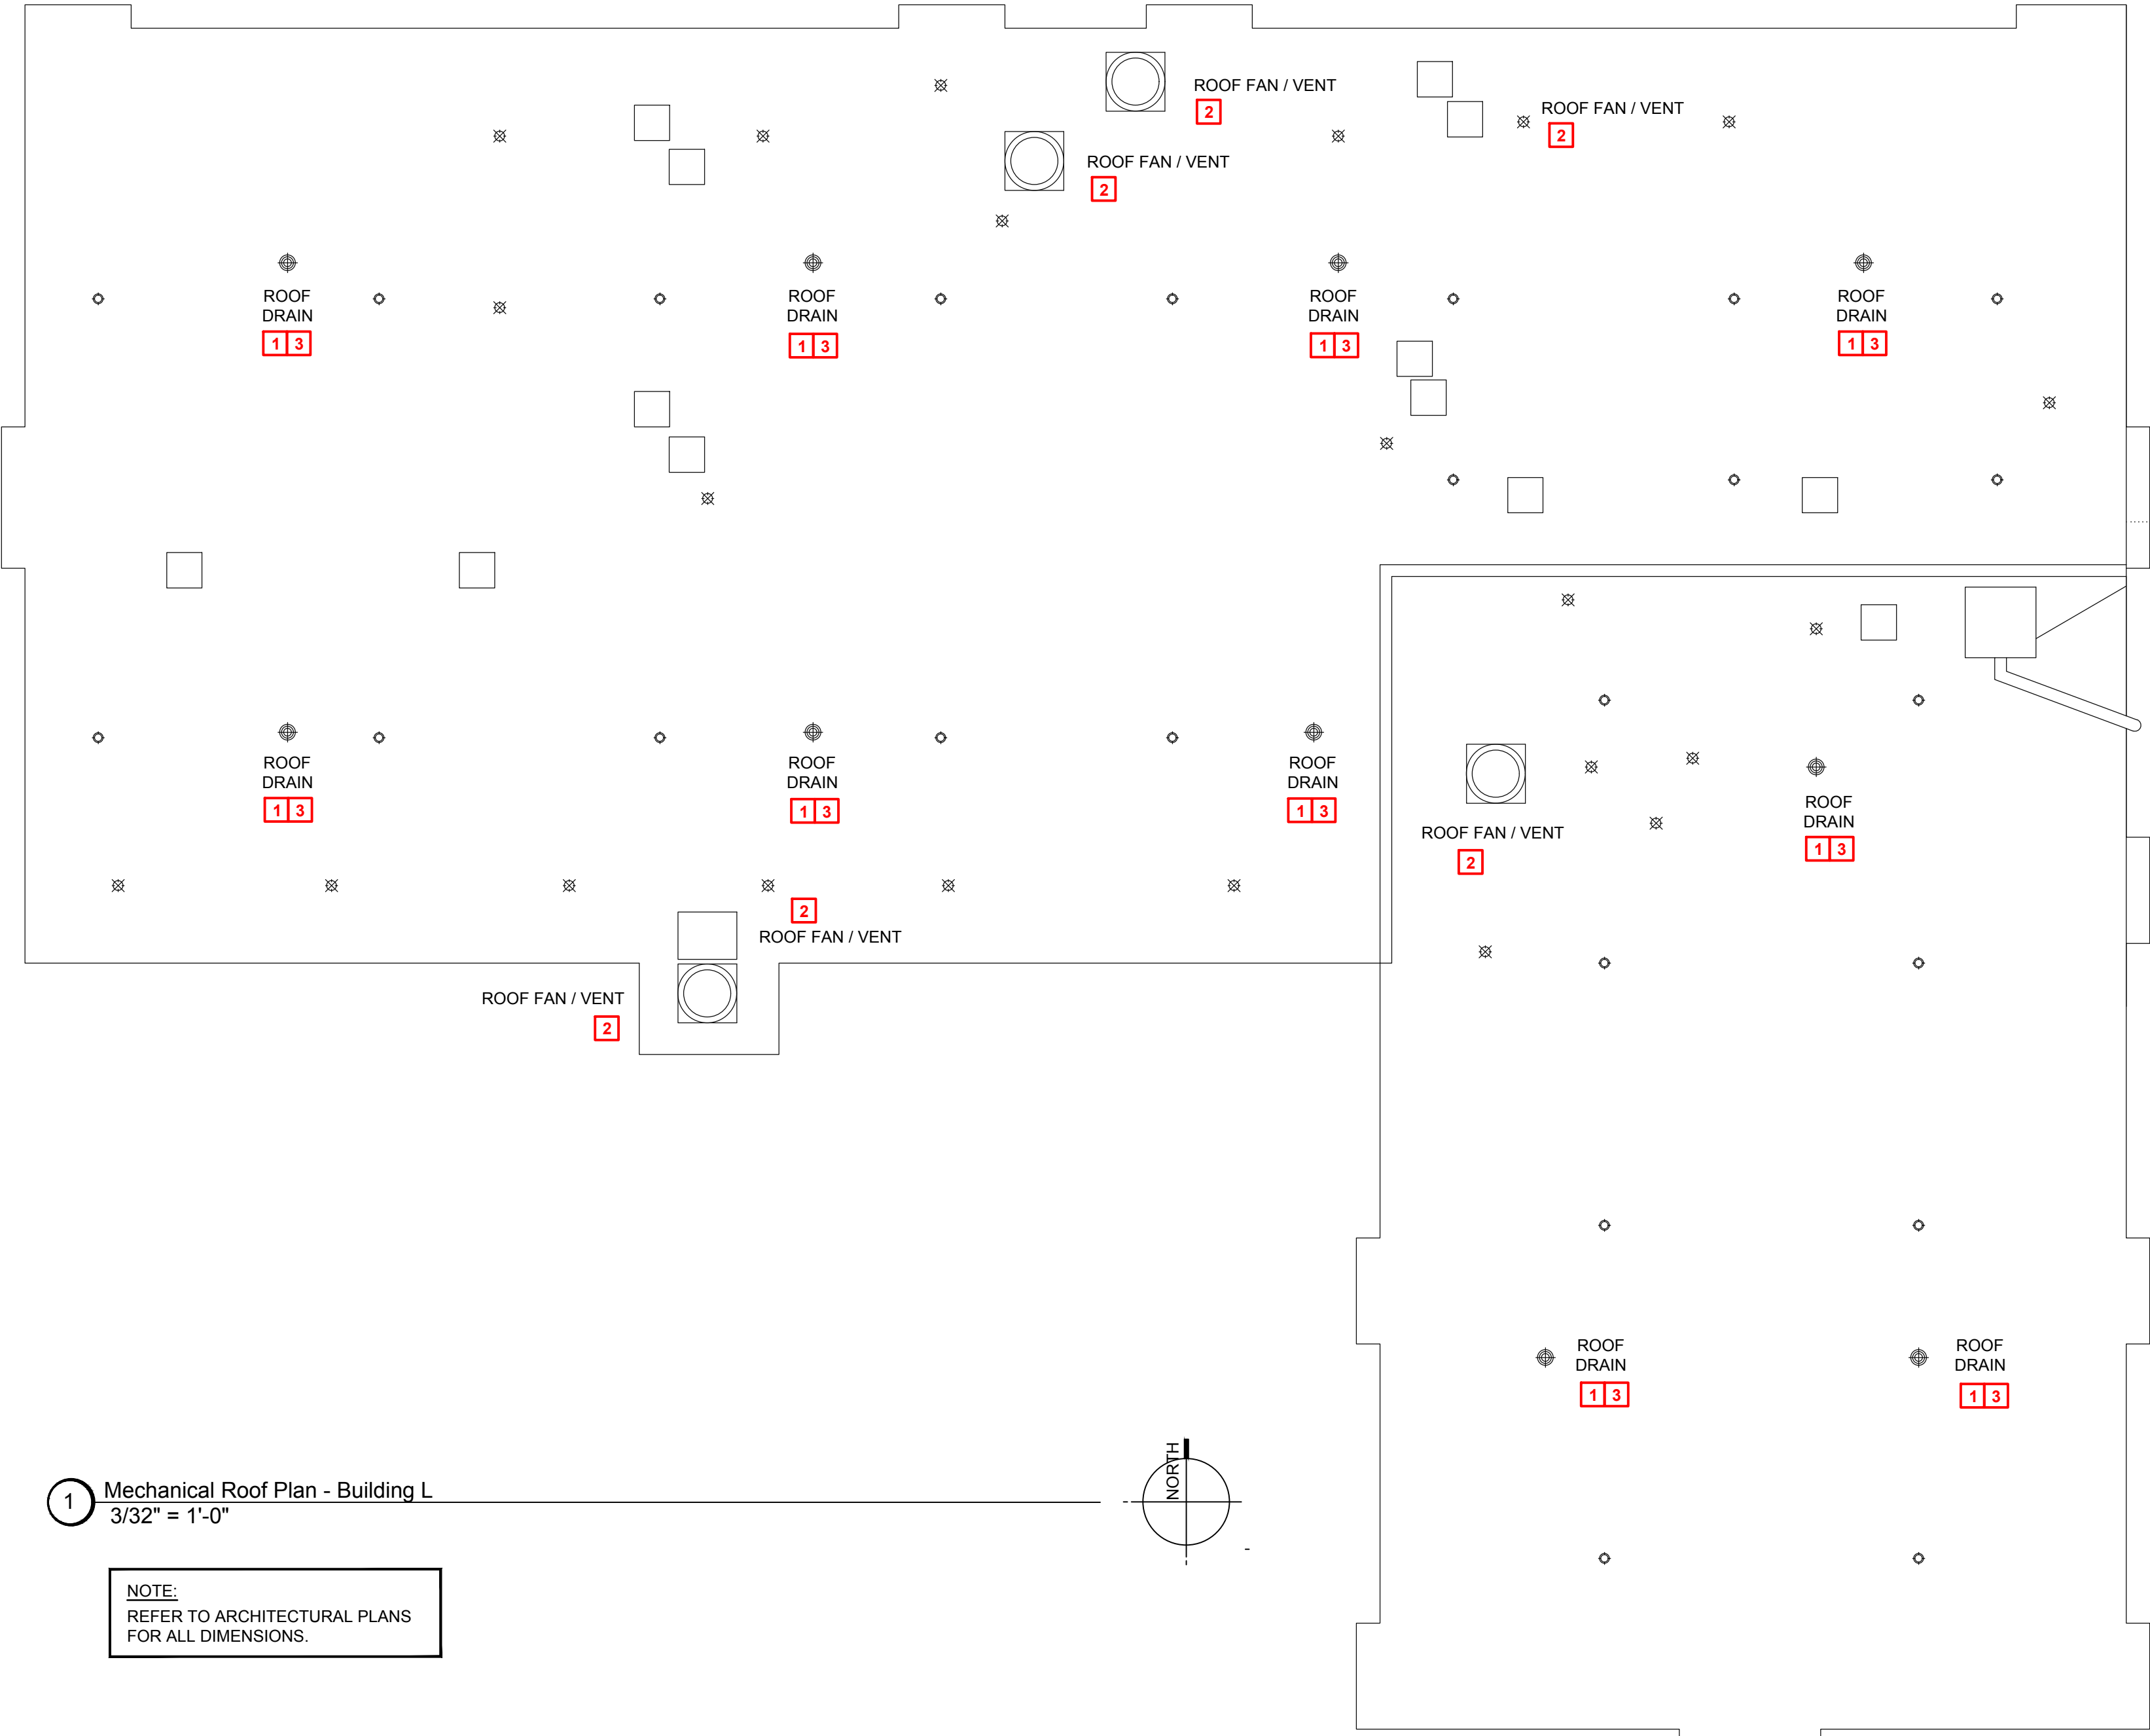 ROOF FAN / VENT
2
ROOF FAN / VENT
2
ROOF FAN / VENT
2
ROOF
DRAIN
1 3
ROOF
DRAIN
1 3
ROOF
DRAIN
1 3
ROOF
DRAIN
1 3
ROOF
DRAIN
1 3
ROOF
DRAIN
1 3
ROOF
DRAIN
1 3
ROOF FAN / VENT
2
ROOF
DRAIN
1 3
2
ROOF FAN / VENT
ROOF FAN / VENT
2
ROOF
DRAIN
1 3
ROOF
DRAIN
1 3
1
Mechanical Roof Plan - Building L
3/32" = 1'-0"
NORTH
NOTE:
REFER TO ARCHITECTURAL PLANS
FOR ALL DIMENSIONS.